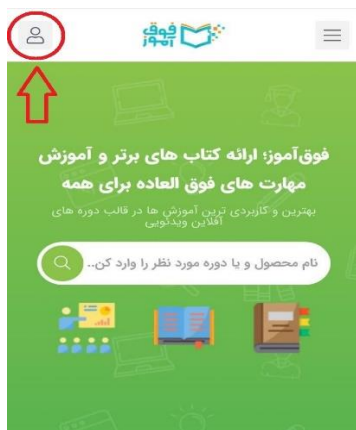 فوق
آموز
فوق‌آموز؛ ارائه کتاب های برتر و آموزش
مهارت های فوق العاده برای همه
بهترین و کاربردی ترین آموزش ها در قالب دوره های
آفلاین ویدئویی
نام محصول و یا دوره مورد نظر را وارد کن..